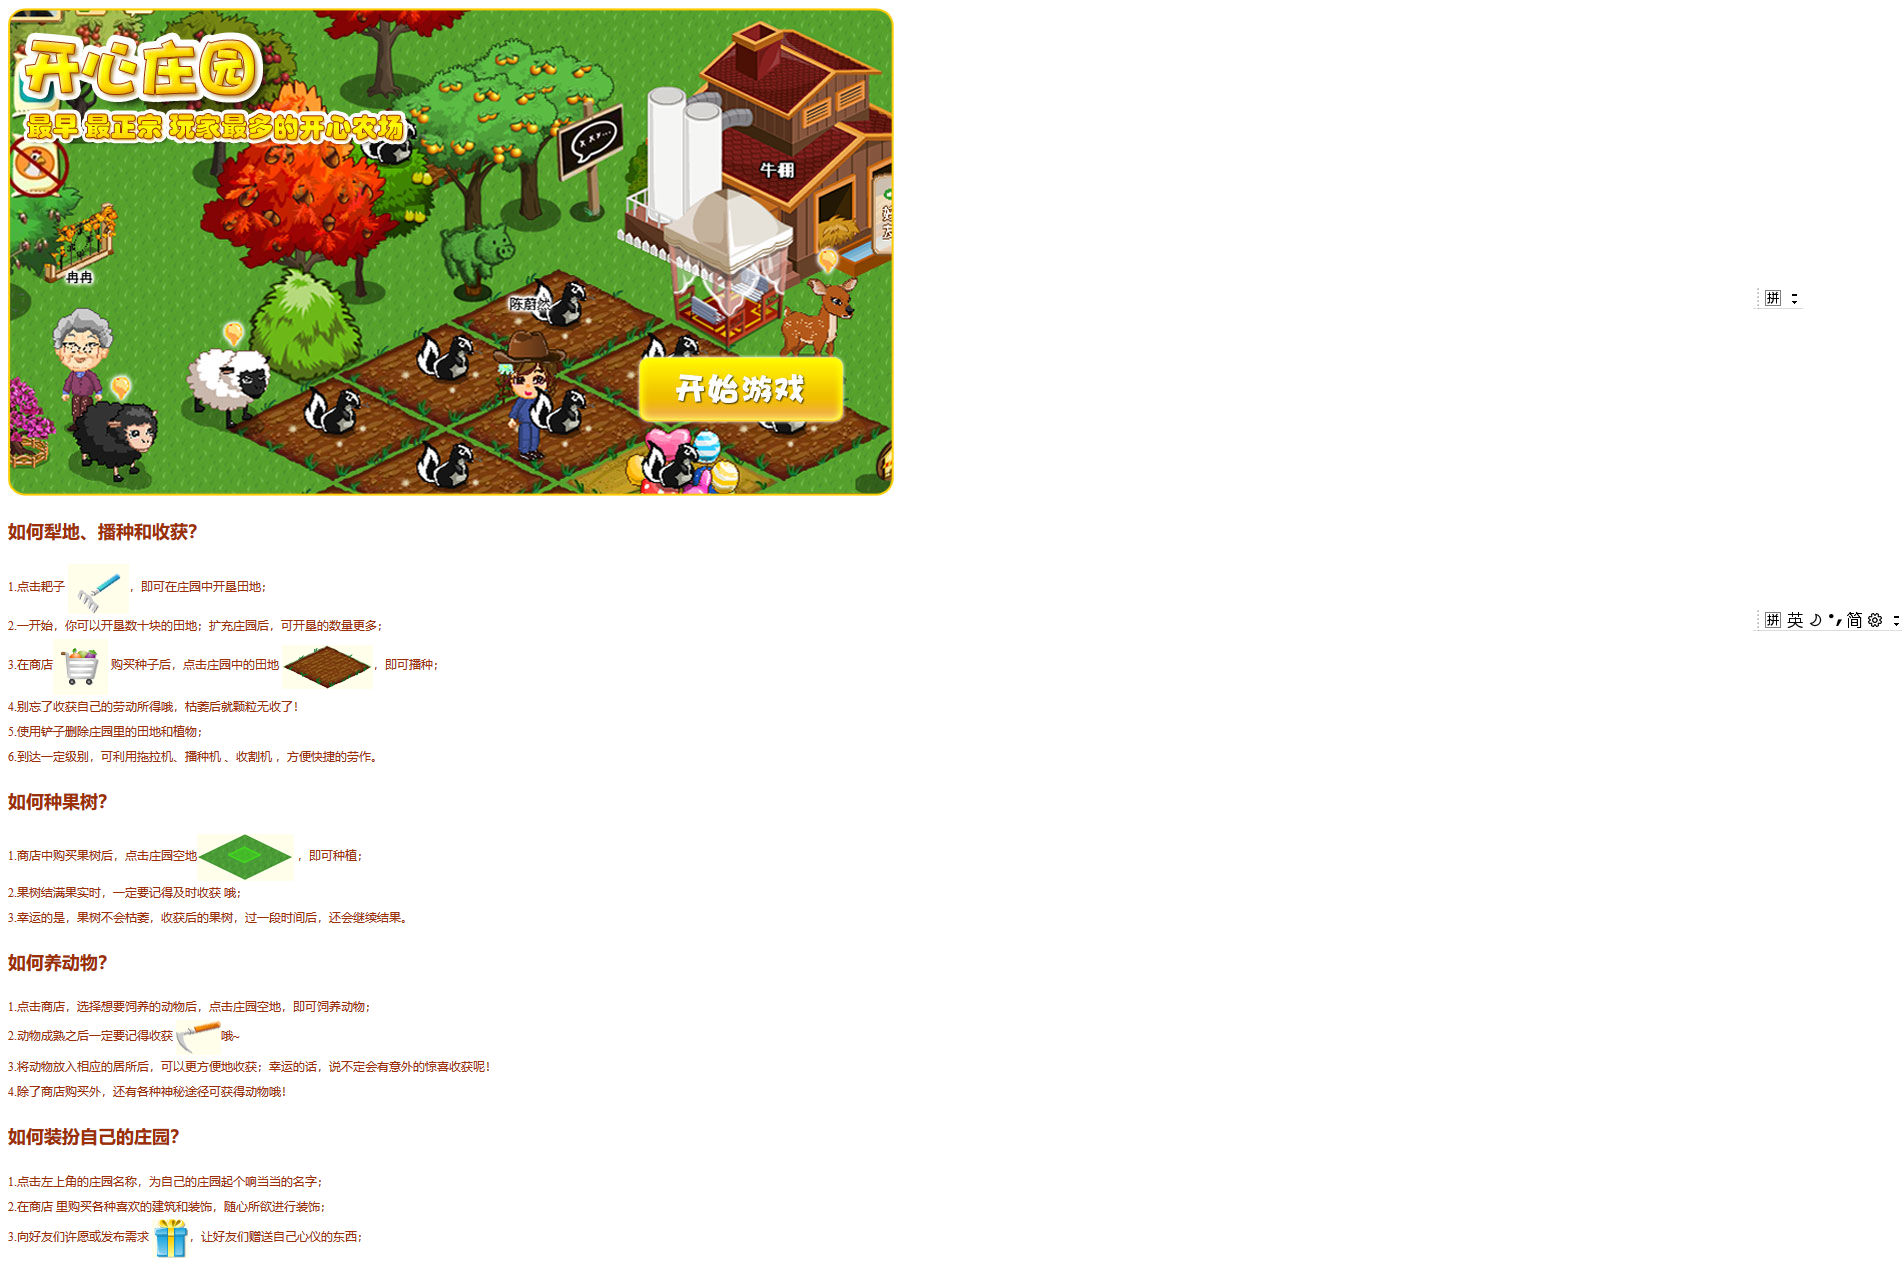 开心庄园
最早 最正宗 玩家最多的开心农场
x x y...
牛棚
好友
冉冉
陈蔚然
开始游戏
拼
如何犁地、播种和收获？
1.点击耙子 ，即可在庄园中开垦田地；
2.一开始，你可以开垦数十块的田地；扩充庄园后，可开垦的数量更多；
拼 英 简
3.在商店 购买种子后，点击庄园中的田地 ，即可播种；
4.别忘了收获自己的劳动所得哦，枯萎后就颗粒无收了！
5.使用铲子删除庄园里的田地和植物；
6.到达一定级别，可利用拖拉机、播种机 、收割机 ，方便快捷的劳作。
如何种果树？
1.商店中购买果树后，点击庄园空地 ，即可种植；
2.果树结满果实时，一定要记得及时收获 哦；
3.幸运的是，果树不会枯萎，收获后的果树，过一段时间后，还会继续结果。
如何养动物？
1.点击商店，选择想要饲养的动物后，点击庄园空地，即可饲养动物；
2.动物成熟之后一定要记得收获 哦~
3.将动物放入相应的居所后，可以更方便地收获；幸运的话，说不定会有意外的惊喜收获呢！
4.除了商店购买外，还有各种神秘途径可获得动物哦！
如何装扮自己的庄园？
1.点击左上角的庄园名称，为自己的庄园起个响当当的名字；
2.在商店 里购买各种喜欢的建筑和装饰，随心所欲进行装饰；
3.向好友们许愿或发布需求 ，让好友们赠送自己心仪的东西；